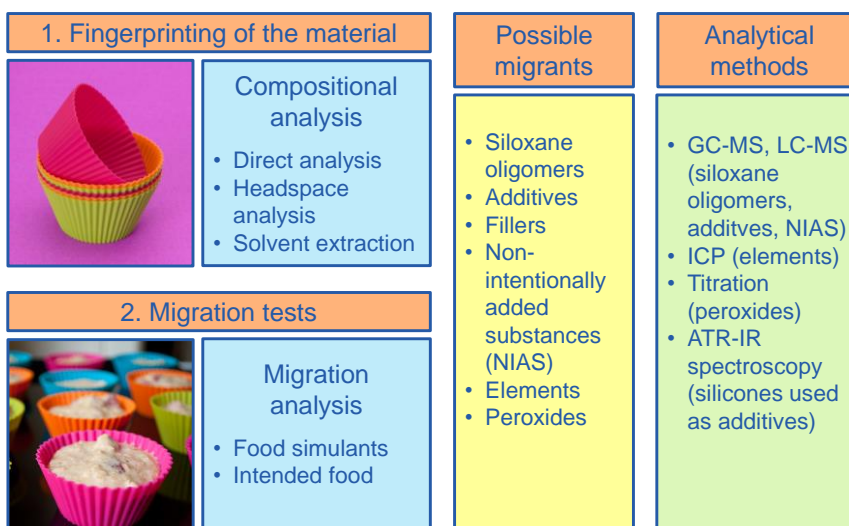 1. Fingerprinting of the material
Compositional
analysis
• Direct analysis
• Headspace
analysis
• Solvent extraction
2. Migration tests
Migration
analysis
• Food simulants
• Intended food
Possible
migrants
• Siloxane
oligomers
• Additives
• Fillers
• Non-
intentionally
added
substances
(NIAS)
• Elements
• Peroxides
Analytical
methods
• GC-MS, LC-MS
(siloxane
oligomers,
additves, NIAS)
• ICP (elements)
• Titration
(peroxides)
• ATR-IR
spectroscopy
(silicones used
as additives)